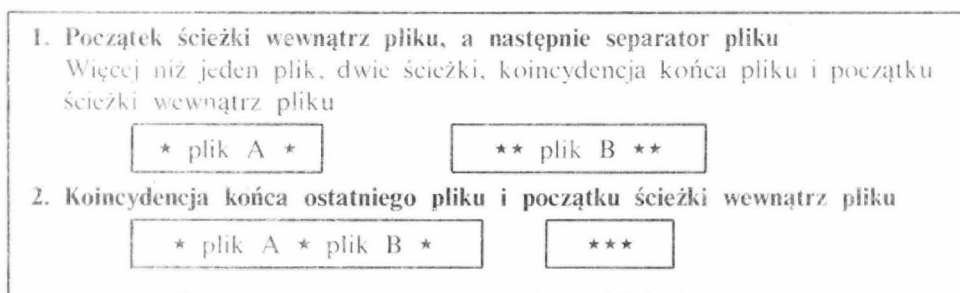 1. Początek ścieżki wewnątrz pliku, a następnie separator pliku
Więcej niż jeden plik, dwie ścieżki, koincydencja końca pliku i początku
ścieżki wewnątrz pliku
* plik A * ** plik B **
2. Koincydencja końca ostatniego pliku i początku ścieżki wewnątrz pliku
* plik A * plik B * ***